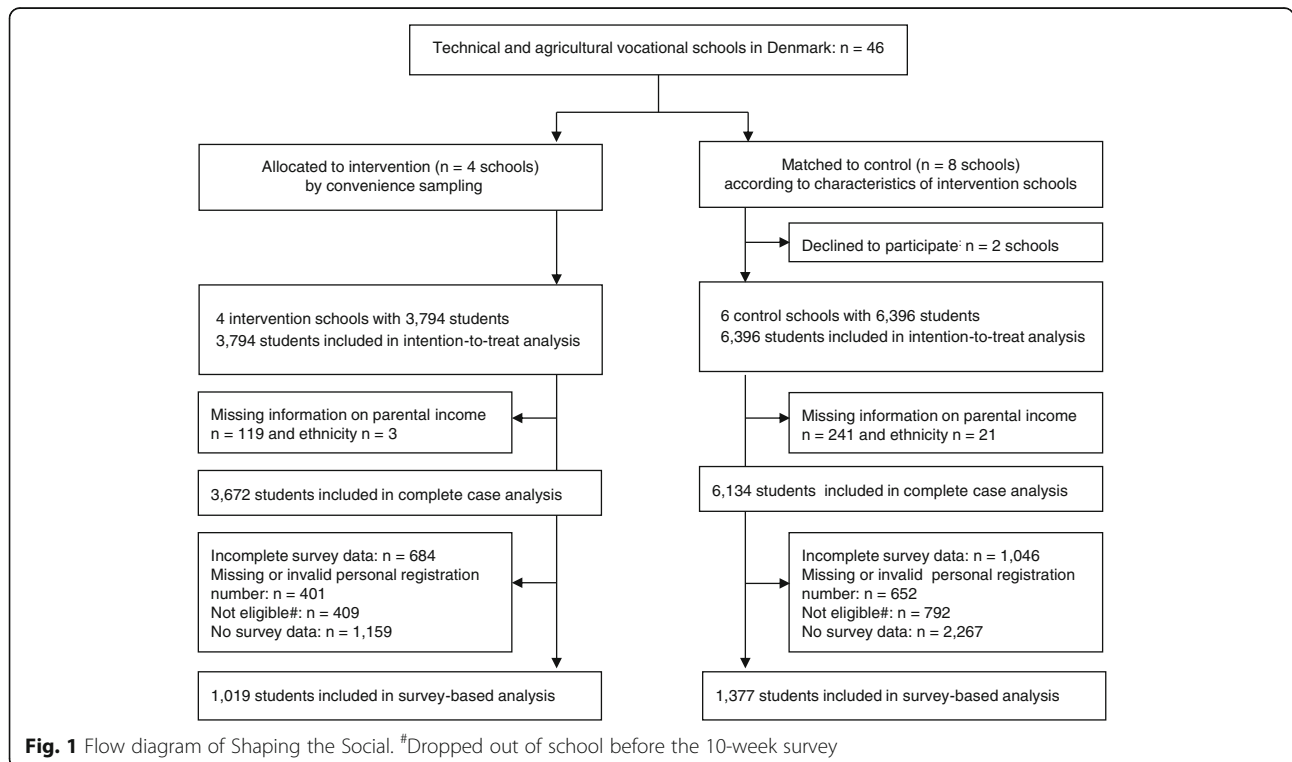 Technical and agricultural vocational schools in Denmark: n = 46
Allocated to intervention (n = 4 schools)
by convenience sampling
Matched to control (n = 8 schools)
according to characteristics of intervention schools
Declined to participate: n = 2 schools
4 intervention schools with 3,794 students
3,794 students included in intention-to-treat analysis
6 control schools with 6,396 students
6,396 students included in intention-to-treat analysis
Missing information on parental income
n = 119 and ethnicity n = 3
Missing information on parental income
n = 241 and ethnicity n = 21
3,672 students included in complete case analysis
6,134 students included in complete case analysis
Incomplete survey data: n = 684
Missing or invalid personal registration
number: n = 401
Not eligible#: n = 409
No survey data: n = 1,159
Incomplete survey data: n = 1,046
Missing or invalid personal registration
number: n = 652
Not eligible#: n = 792
No survey data: n = 2,267
1,019 students included in survey-based analysis
1,377 students included in survey-based analysis
Fig. 1 Flow diagram of Shaping the Social. #Dropped out of school before the 10-week survey